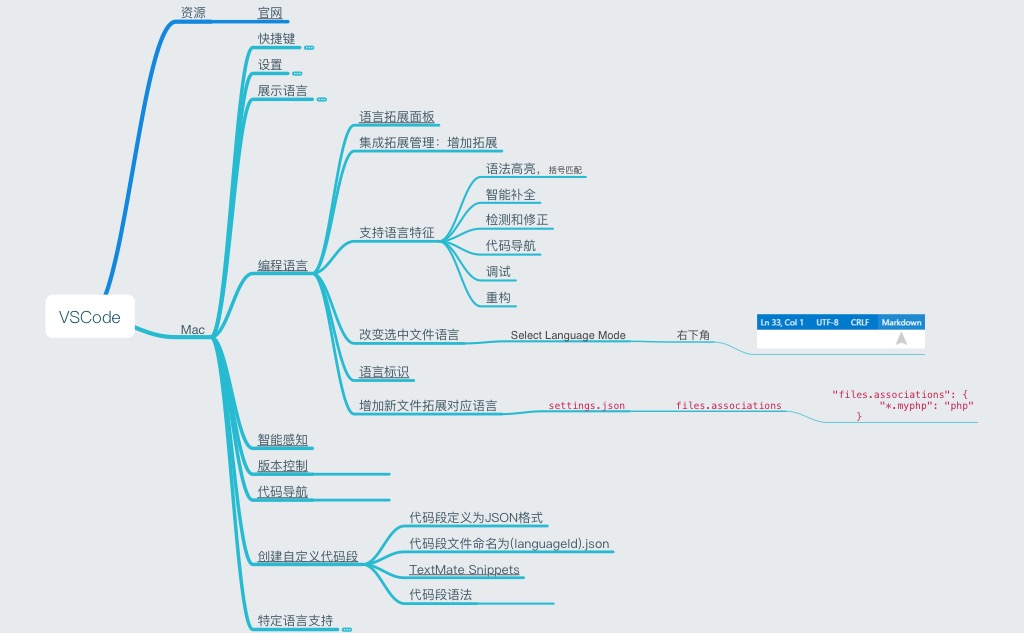 资源
官网
快捷键
设置
展示语言
语言拓展面板
集成拓展管理：增加拓展
语法高亮，括号匹配
智能补全
支持语言特征
检测和修正
代码导航
编程语言
调试
重构
VSCode
Mac
改变选中文件语言
Select Language Mode
右下角
Ln 33, Col 1 UTF-8 CRLF Markdown
语言标识
增加新文件拓展对应语言
settings.json
files.associations
"files.associations": {
"*.myphp": "php"
}
智能感知
版本控制
代码导航
代码段定义为JSON格式
代码段文件命名为(languageId).json
创建自定义代码段
TextMate Snippets
代码段语法
特定语言支持